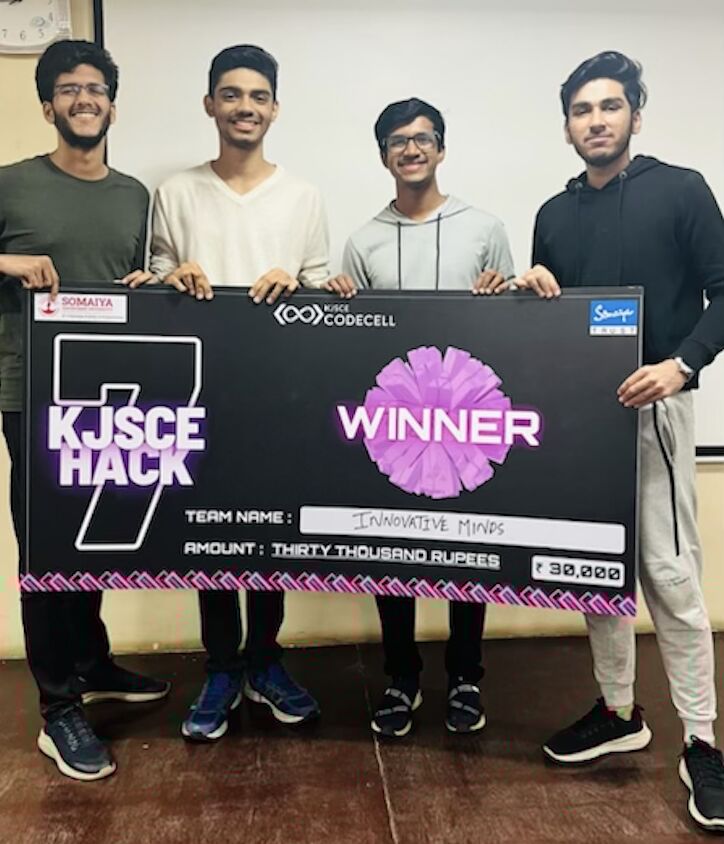 SOMAIYA
KJSCE
CODECELL
Somaiya
TRUST
7
KJSCE
HACK
WINNER
TEAM NAME : INNOVATIVE MINDS
AMOUNT : THIRTY THOUSAND RUPEES ₹ 30,000